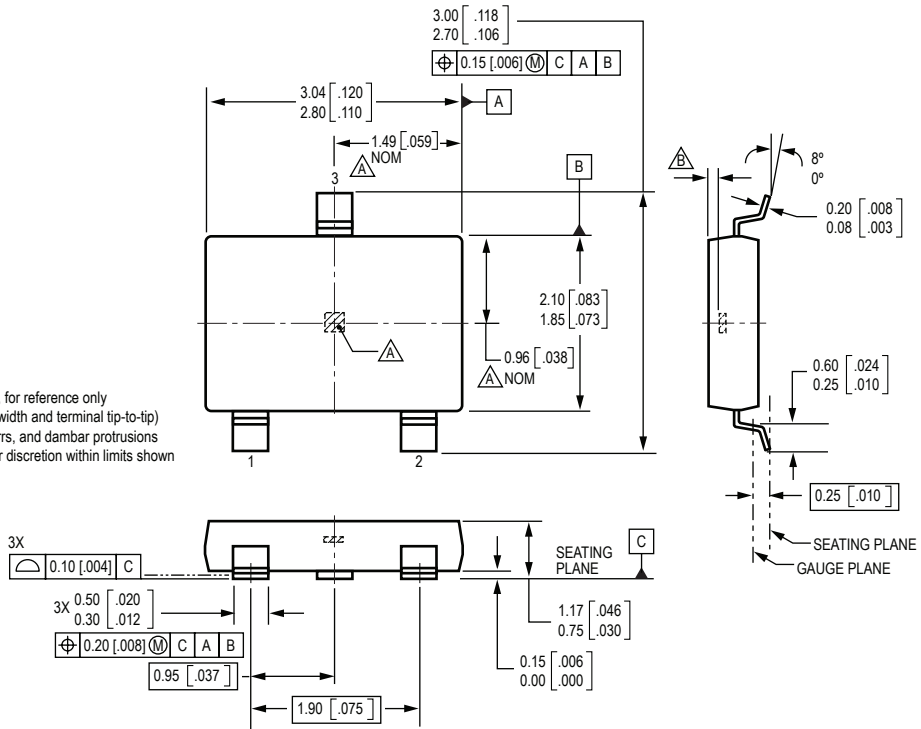 3.00 [.118]
2.70 [.106]
⌖ 0.15 [.006] Ⓜ C A B
3.04 [.120]
2.80 [.110]
A
1.49 [.059]
NOM
A
3
B
B
8º
0º
0.20 [.008]
0.08 [.003]
2.10 [.083]
1.85 [.073]
A
0.96 [.038]
A NOM
0.60 [.024]
0.25 [.010]
for reference only
width and terminal tip-to-tip)
rrs, and dambar protrusions
r discretion within limits shown
1
2
0.25 [.010]
SEATING PLANE
GAUGE PLANE
3X
⌓ 0.10 [.004] C
SEATING
PLANE
C
3X 0.50 [.020]
0.30 [.012]
⌖ 0.20 [.008] Ⓜ C A B
1.17 [.046]
0.75 [.030]
0.95 [.037]
0.15 [.006]
0.00 [.000]
1.90 [.075]